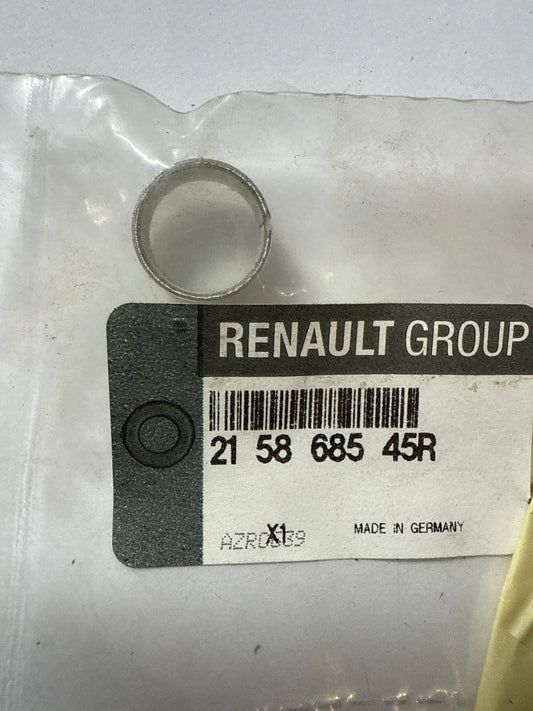 RENAULT GROUP
21 58 685 45R
X1
MADE IN GERMANY